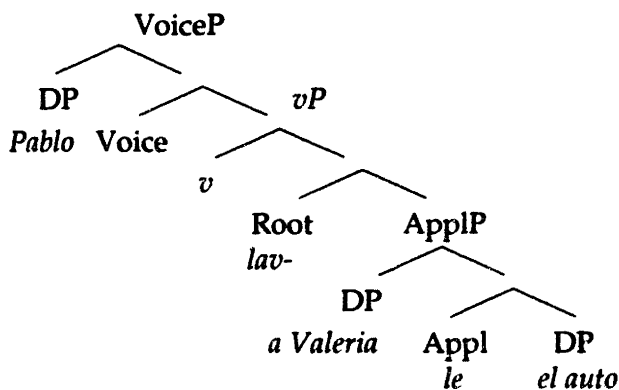 VoiceP
DP vP
Pablo Voice
v
Root ApplP
lav-
DP
a Valeria Appl DP
le el auto